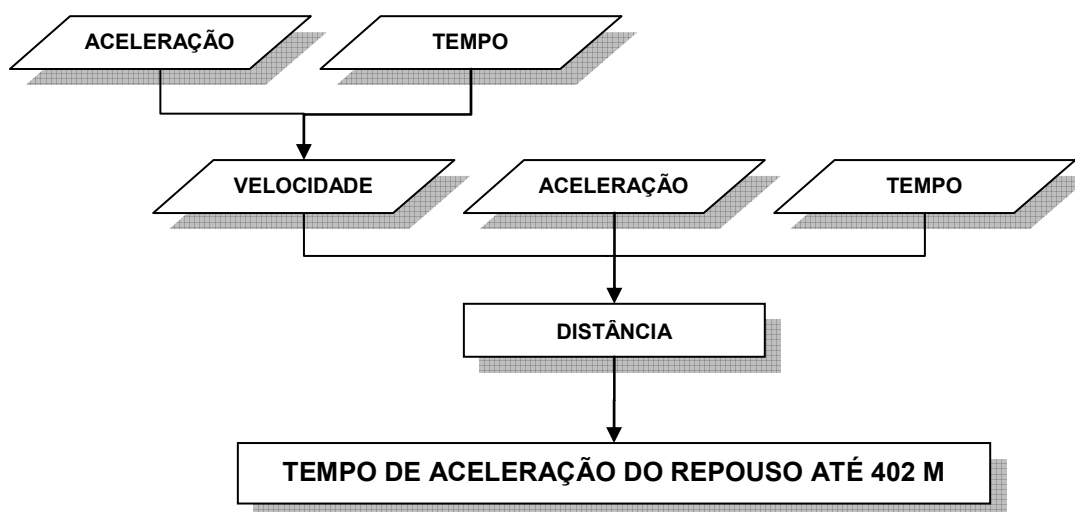 ACELERAÇÃO
TEMPO
VELOCIDADE
ACELERAÇÃO
TEMPO
DISTÂNCIA
TEMPO DE ACELERAÇÃO DO REPOUSO ATÉ 402 M